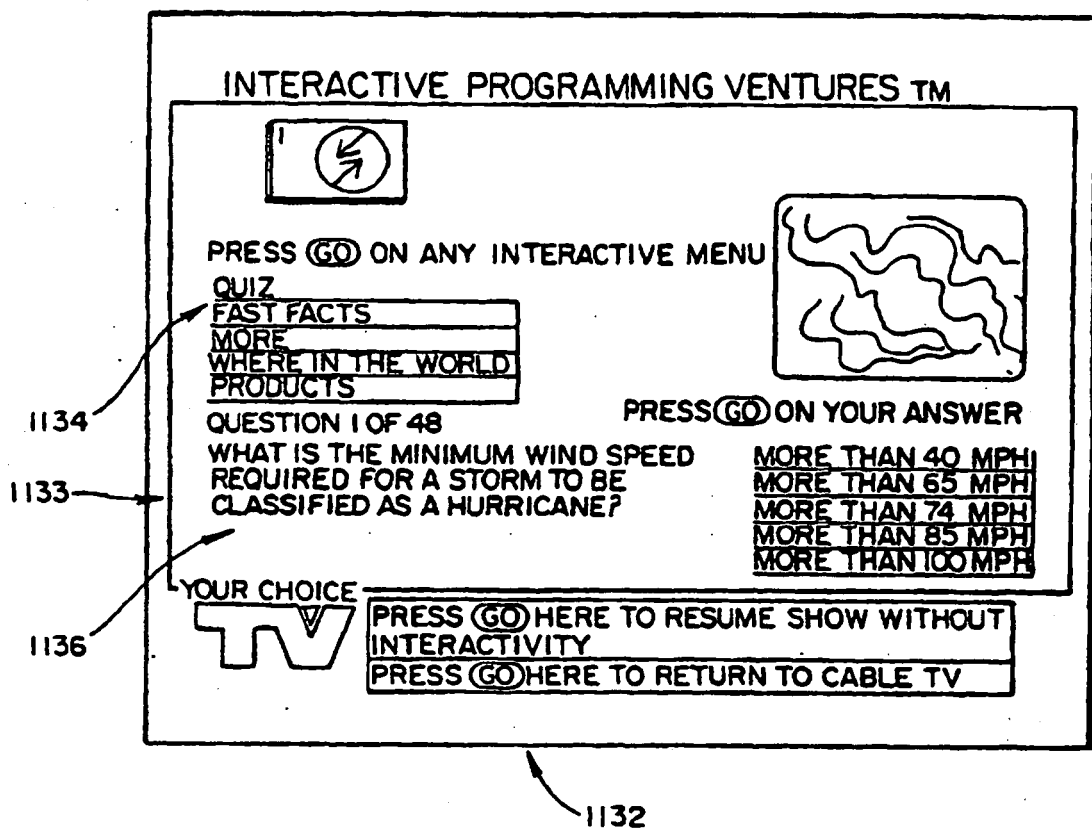 INTERACTIVE PROGRAMMING VENTURES TM
1
PRESS GO ON ANY INTERACTIVE MENU
QUIZ
FAST FACTS
MORE
WHERE IN THE WORLD
PRODUCTS
1134
QUESTION 1 OF 48
PRESS GO ON YOUR ANSWER
WHAT IS THE MINIMUM WIND SPEED
REQUIRED FOR A STORM TO BE
CLASSIFIED AS A HURRICANE?
MORE THAN 40 MPH
MORE THAN 65 MPH
MORE THAN 74 MPH
MORE THAN 85 MPH
MORE THAN 100 MPH
1133
1136
YOUR CHOICE
TV
PRESS GO HERE TO RESUME SHOW WITHOUT
INTERACTIVITY
PRESS GO HERE TO RETURN TO CABLE TV
1132